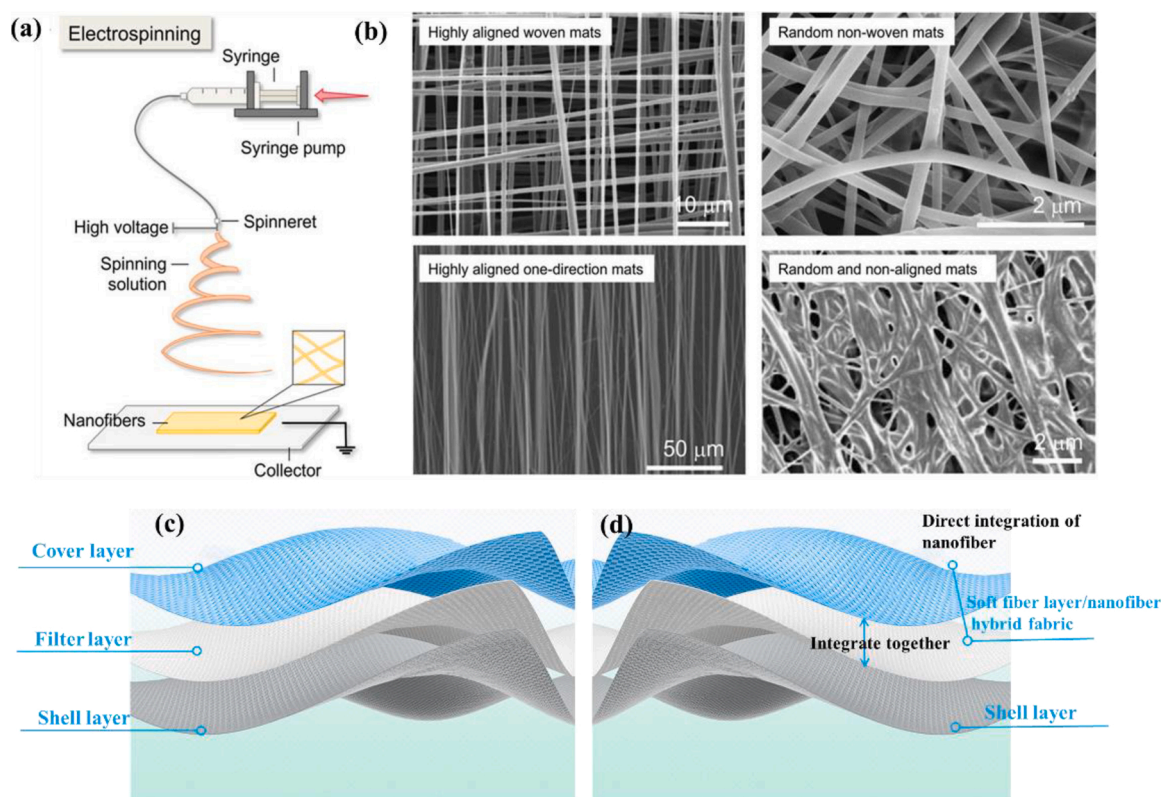 (a)
Electrospinning
Syringe
Syringe pump
High voltage
Spinneret
Spinning
solution
Nanofibers
Collector
(b)
Highly aligned woven mats
10 μm
Random non-woven mats
2 μm
Highly aligned one-direction mats
50 μm
Random and non-aligned mats
2 μm
(c)
Cover layer
Filter layer
Shell layer
(d)
Direct integration of
nanofiber
Soft fiber layer/nanofiber
hybrid fabric
Integrate together
Shell layer